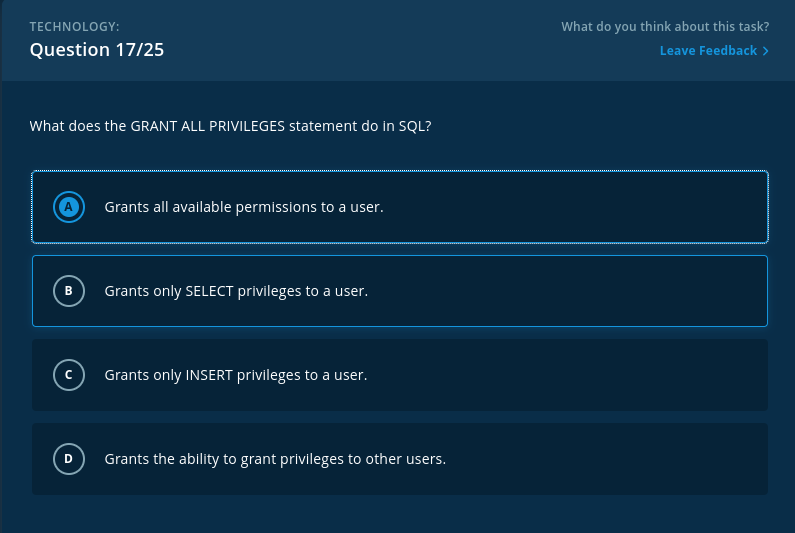 TECHNOLOGY:
Question 17/25
What do you think about this task?
Leave Feedback >
What does the GRANT ALL PRIVILEGES statement do in SQL?
A Grants all available permissions to a user.
B Grants only SELECT privileges to a user.
C Grants only INSERT privileges to a user.
D Grants the ability to grant privileges to other users.